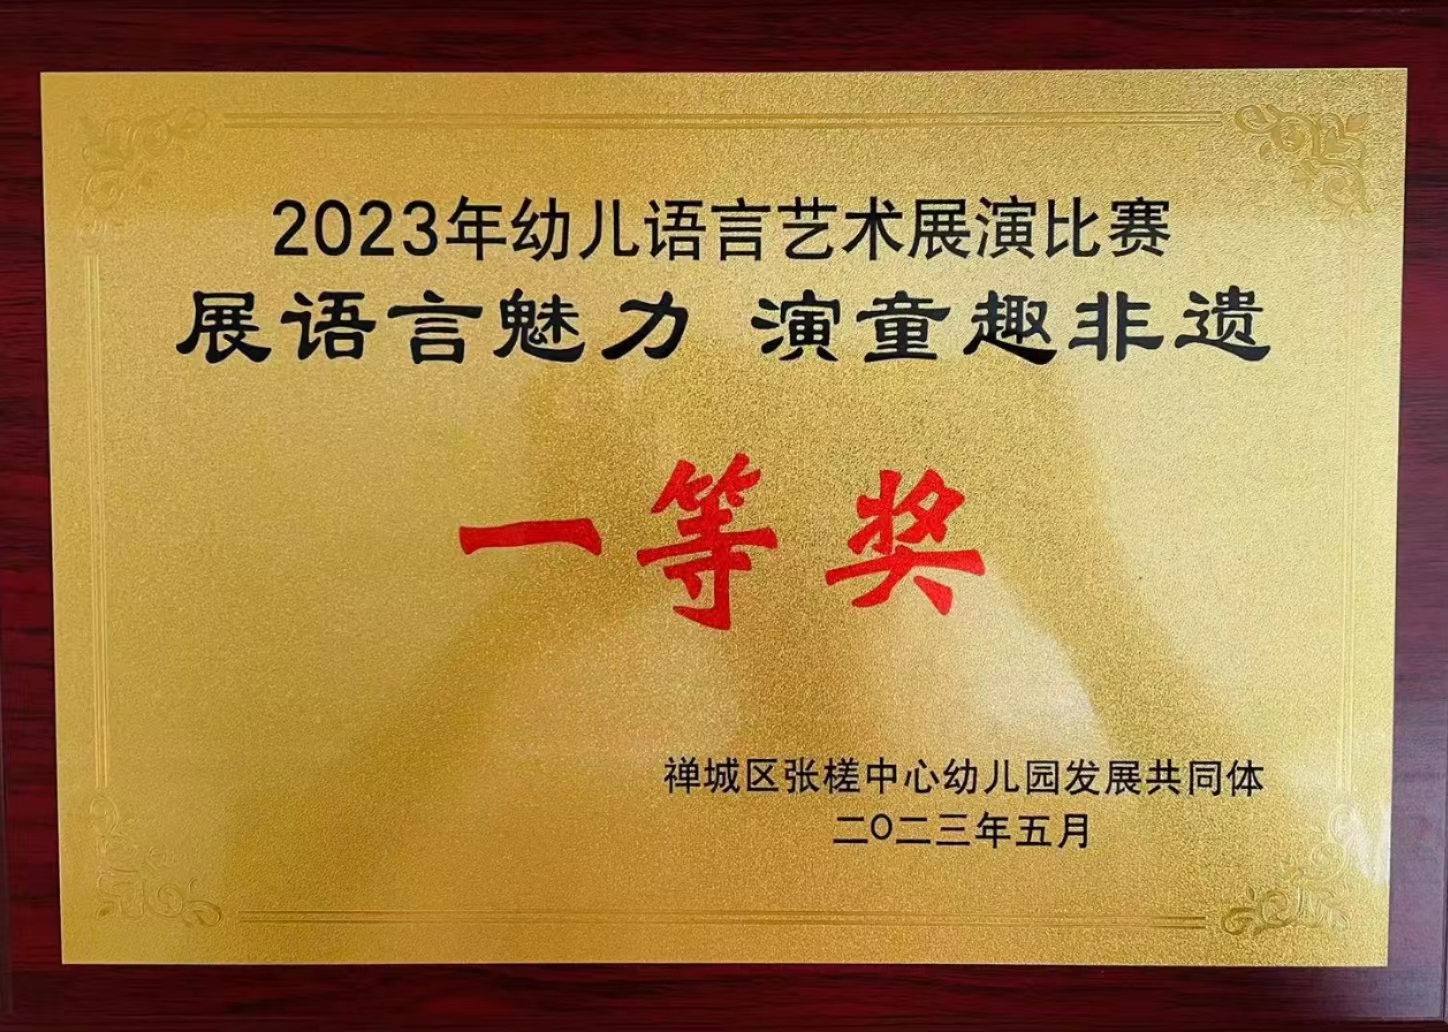 2023年幼儿语言艺术展演比赛
展语言魅力 演童趣非遗
一等奖
禅城区张槎中心幼儿园发展共同体
二〇二三年五月